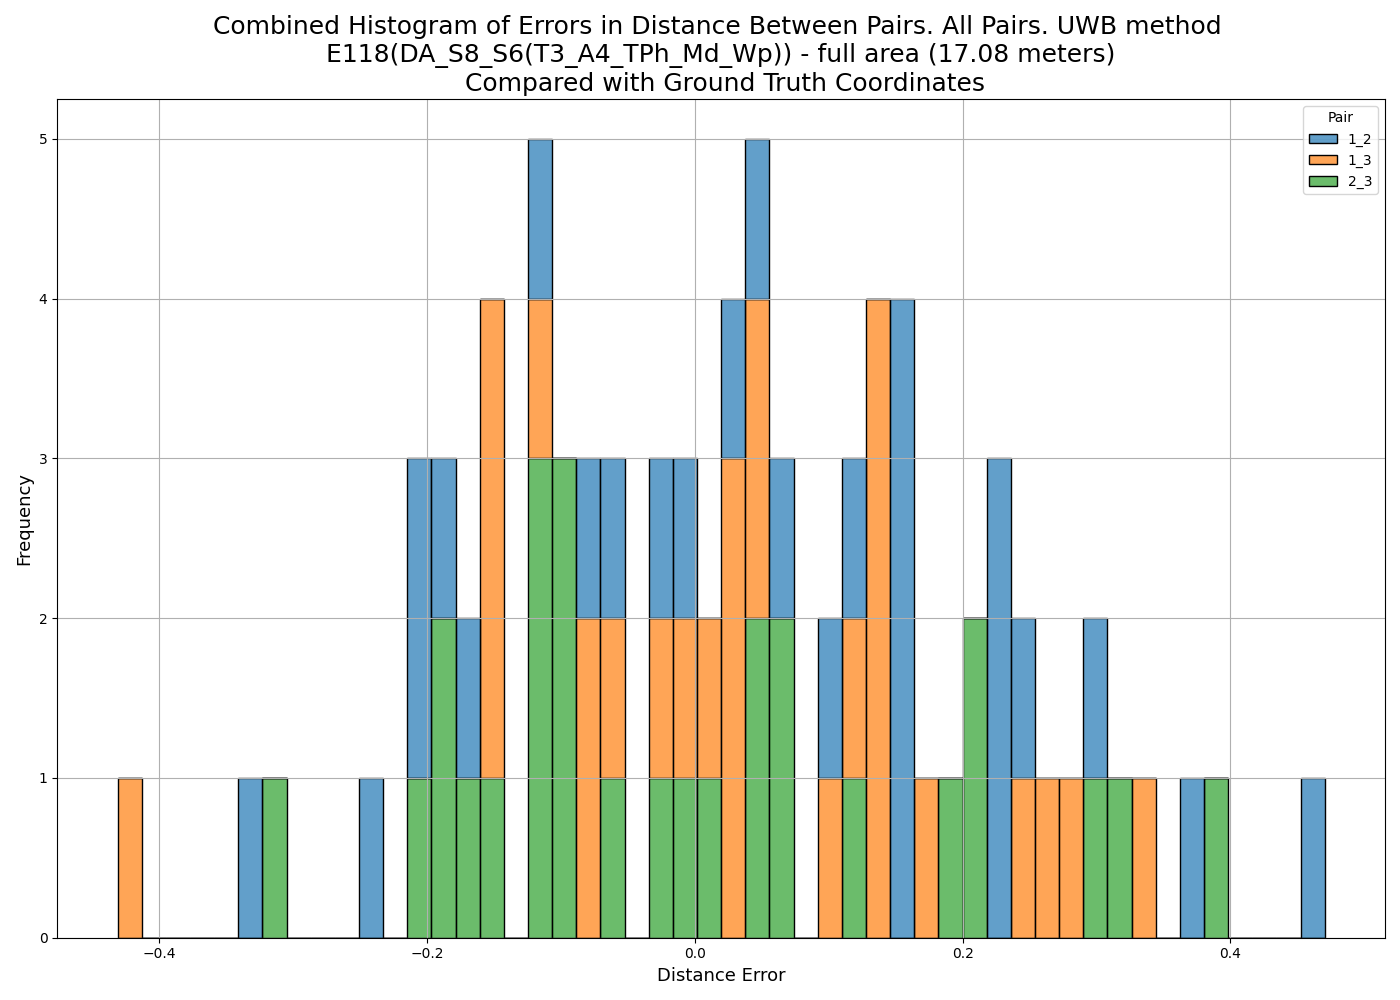 Combined Histogram of Errors in Distance Between Pairs. All Pairs. UWB method
E118(DA_S8_S6(T3_A4_TPh_Md_Wp)) - full area (17.08 meters)
Compared with Ground Truth Coordinates
Pair
1_2
1_3
2_3
Frequency
5
4
3
2
1
0
−0.4
−0.2
0.0
0.2
0.4
Distance Error